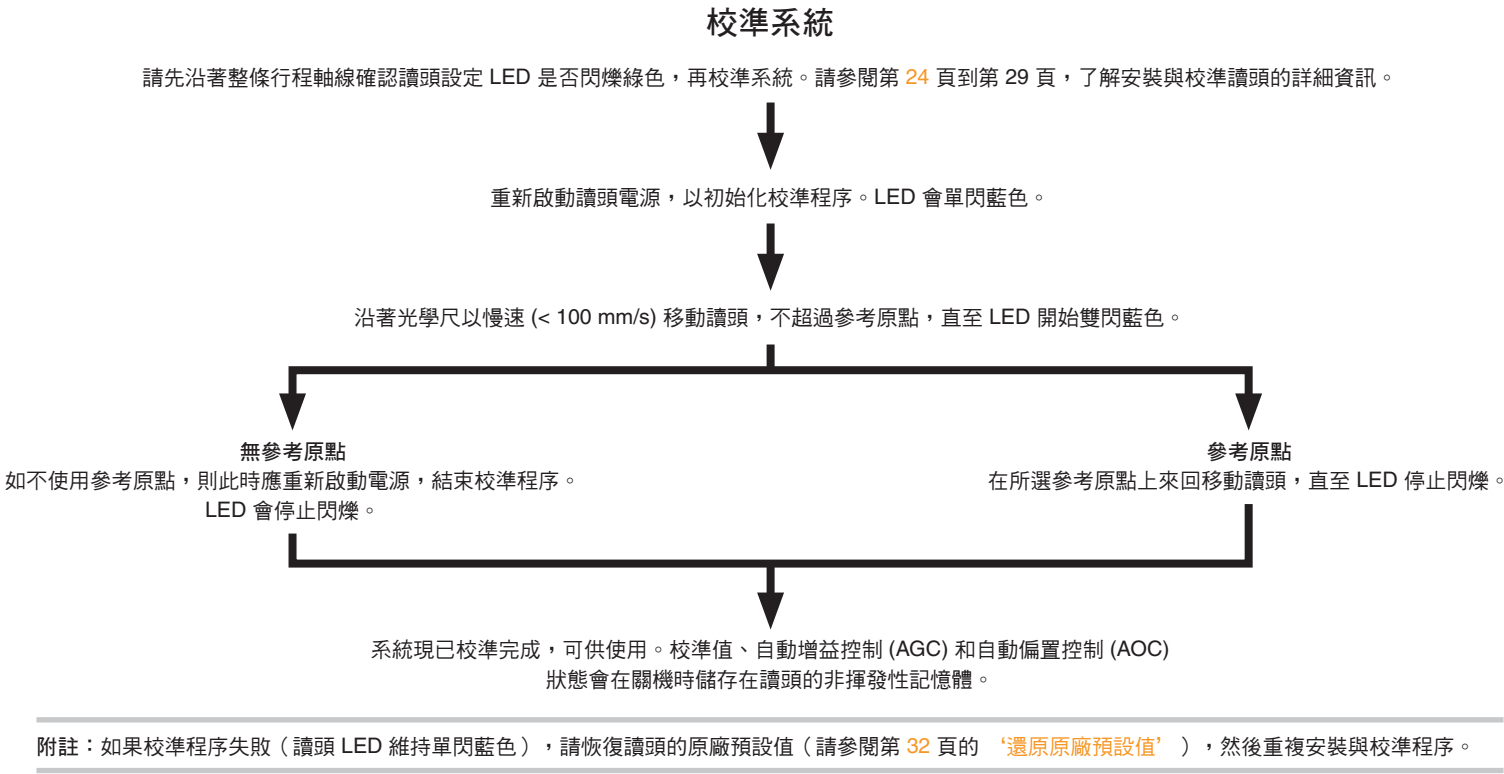 校準系統
請先沿著整條行程軸線確認讀頭設定 LED 是否閃爍綠色，再校準系統。請參閱第 24 頁到第 29 頁，了解安裝與校準讀頭的詳細資訊。
重新啟動讀頭電源，以初始化校準程序。LED 會單閃藍色。
沿著光學尺以慢速 (< 100 mm/s) 移動讀頭，不超過參考原點，直至 LED 開始雙閃藍色。
無參考原點
如不使用參考原點，則此時應重新啟動電源，結束校準程序。
LED 會停止閃爍。
參考原點
在所選參考原點上來回移動讀頭，直至 LED 停止閃爍。
系統現已校準完成，可供使用。校準值、自動增益控制 (AGC) 和自動偏置控制 (AOC)
狀態會在關機時儲存在讀頭的非揮發性記憶體。
附註：如果校準程序失敗（讀頭 LED 維持單閃藍色），請恢復讀頭的原廠預設值（請參閱第 32 頁的 ‘還原原廠預設值’），然後重複安裝與校準程序。